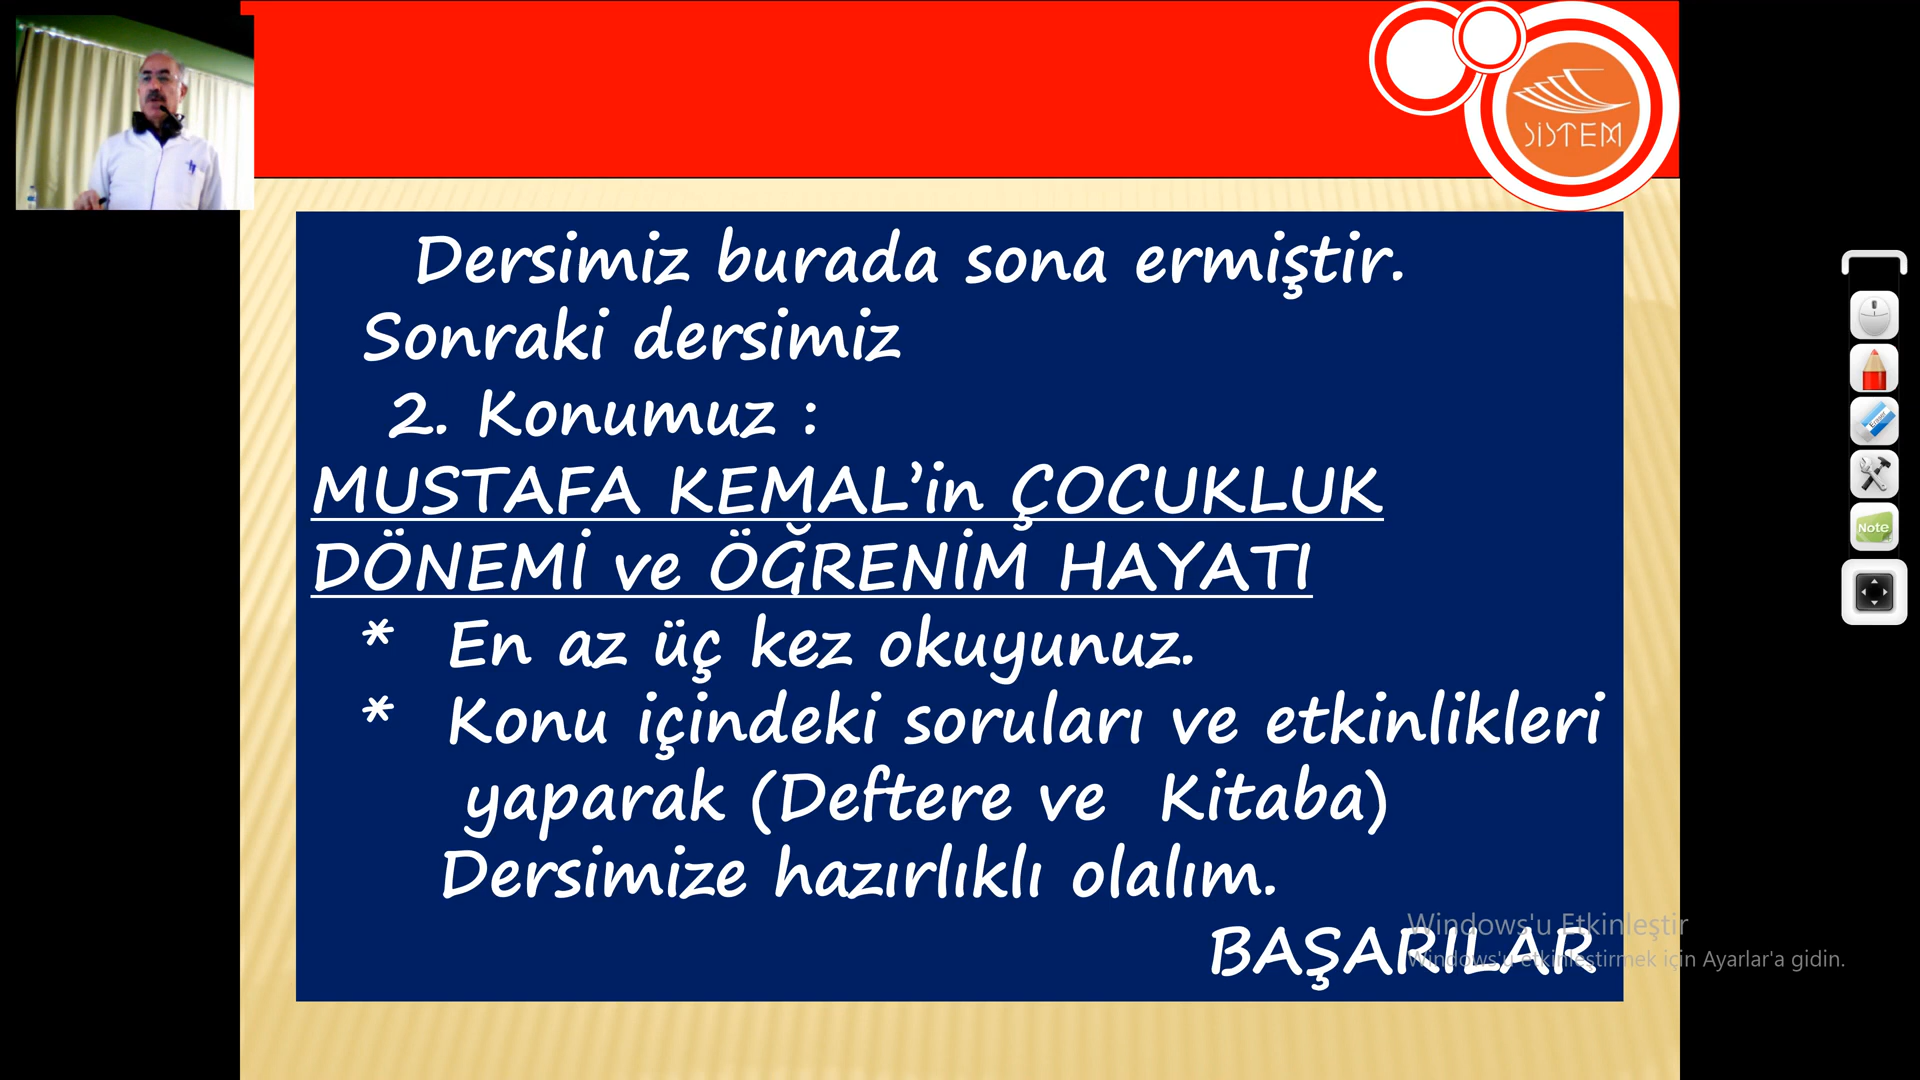 SİSTEM
Dersimiz burada sona ermiştir.
Sonraki dersimiz
2. Konumuz :
MUSTAFA KEMAL’in ÇOCUKLUK
DÖNEMİ ve ÖĞRENİM HAYATI
* En az üç kez okuyunuz.
* Konu içindeki soruları ve etkinlikleri
yaparak (Deftere ve Kitaba)
Dersimize hazırlıklı olalım.
BAŞARILAR
Windows'u Etkinleştir
Windows'u etkinleştirmek için Ayarlar'a gidin.
Eraser
Note